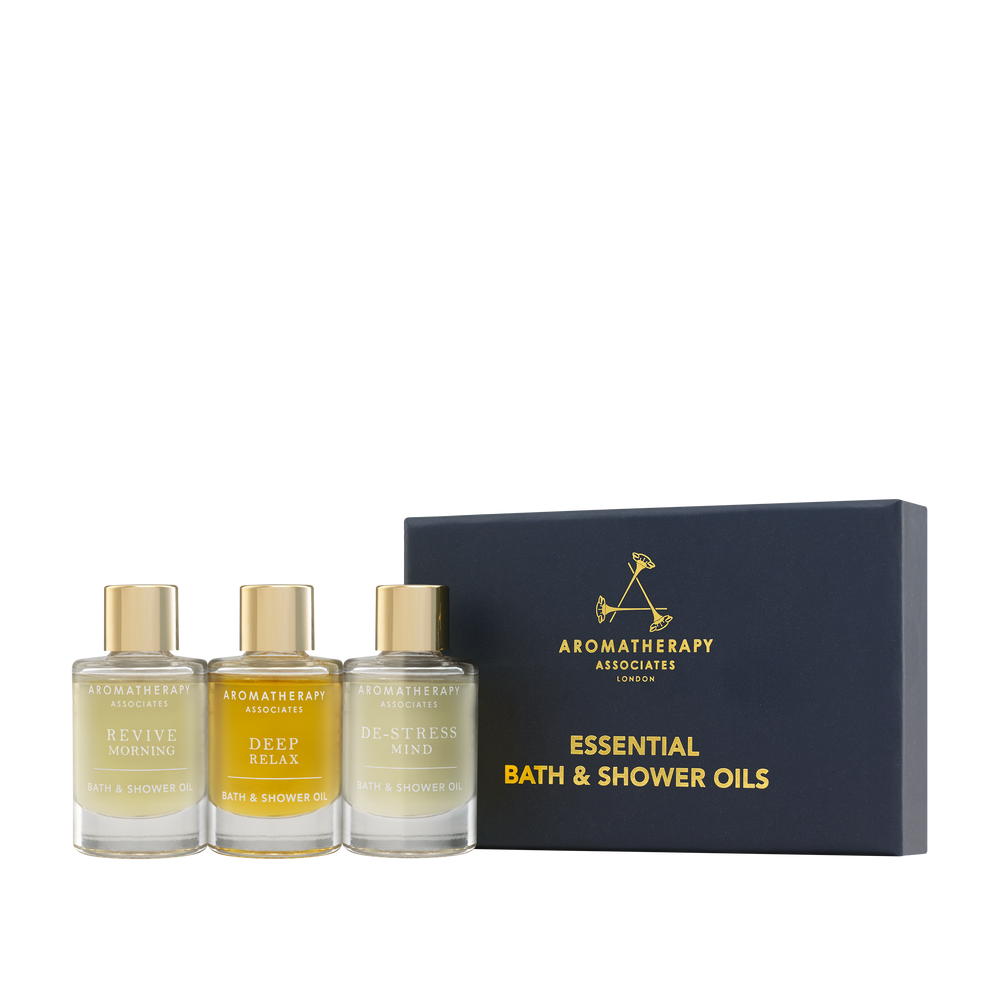 AROMATHERAPY
ASSOCIATES
REVIVE
MORNING
BATH & SHOWER OIL
AROMATHERAPY
ASSOCIATES
DEEP
RELAX
BATH & SHOWER OIL
AROMATHERAPY
ASSOCIATES
DE-STRESS
MIND
BATH & SHOWER OIL
AROMATHERAPY
ASSOCIATES
LONDON
ESSENTIAL
BATH & SHOWER OILS